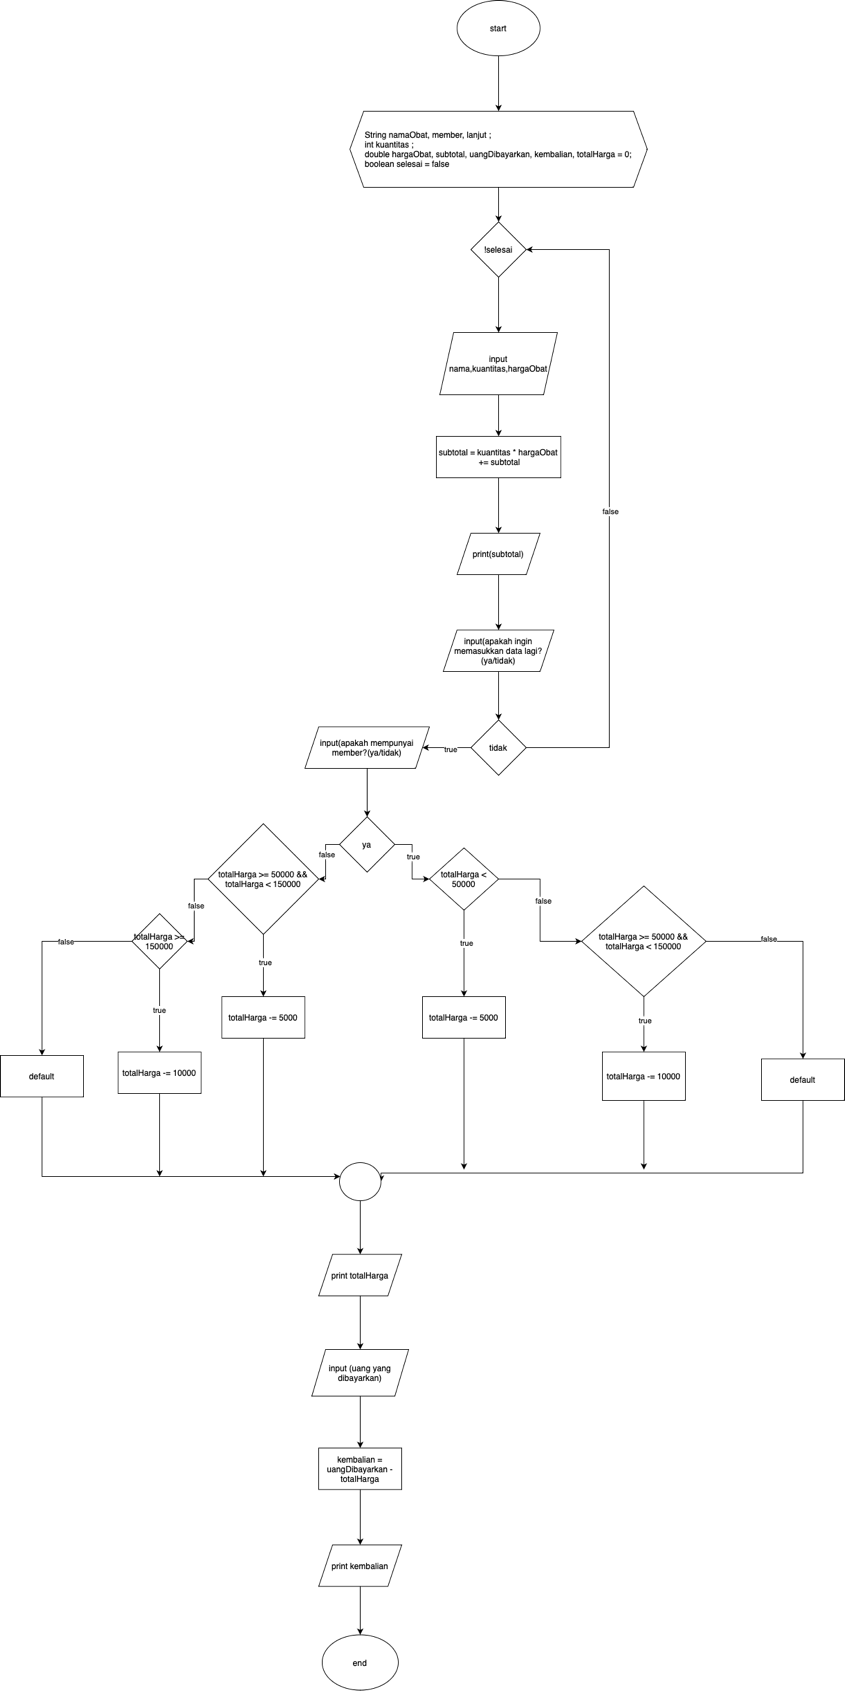 start
String namaObat, member, lanjut ;
int kuantitas ;
double hargaObat, subtotal, uangDibayarkan, kembalian, totalHarga = 0;
boolean selesai = false
!selesai
input
nama,kuantitas,hargaObat
subtotal = kuantitas * hargaObat
+= subtotal
false
print(subtotal)
input(apakah ingin
memasukkan data lagi?
(ya/tidak)
input(apakah mempunyai
member?(ya/tidak)
true
tidak
ya
false
true
totalHarga >= 50000 &&
totalHarga < 150000
totalHarga <
50000
false
false
totalHarga >=
150000
totalHarga >= 50000 &&
totalHarga < 150000
false
true
true
false
true
true
totalHarga -= 5000
totalHarga -= 5000
default
totalHarga -= 10000
totalHarga -= 10000
default
print totalHarga
input (uang yang
dibayarkan)
kembalian =
uangDibayarkan -
totalHarga
print kembalian
end